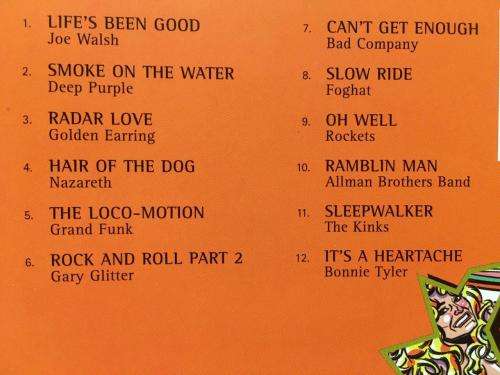 1. LIFE'S BEEN GOOD
Joe Walsh
2. SMOKE ON THE WATER
Deep Purple
3. RADAR LOVE
Golden Earring
4. HAIR OF THE DOG
Nazareth
5. THE LOCO-MOTION
Grand Funk
6. ROCK AND ROLL PART 2
Gary Glitter
7. CAN'T GET ENOUGH
Bad Company
8. SLOW RIDE
Foghat
9. OH WELL
Rockets
10. RAMBLIN MAN
Allman Brothers Band
11. SLEEPWALKER
The Kinks
12. IT'S A HEARTACHE
Bonnie Tyler